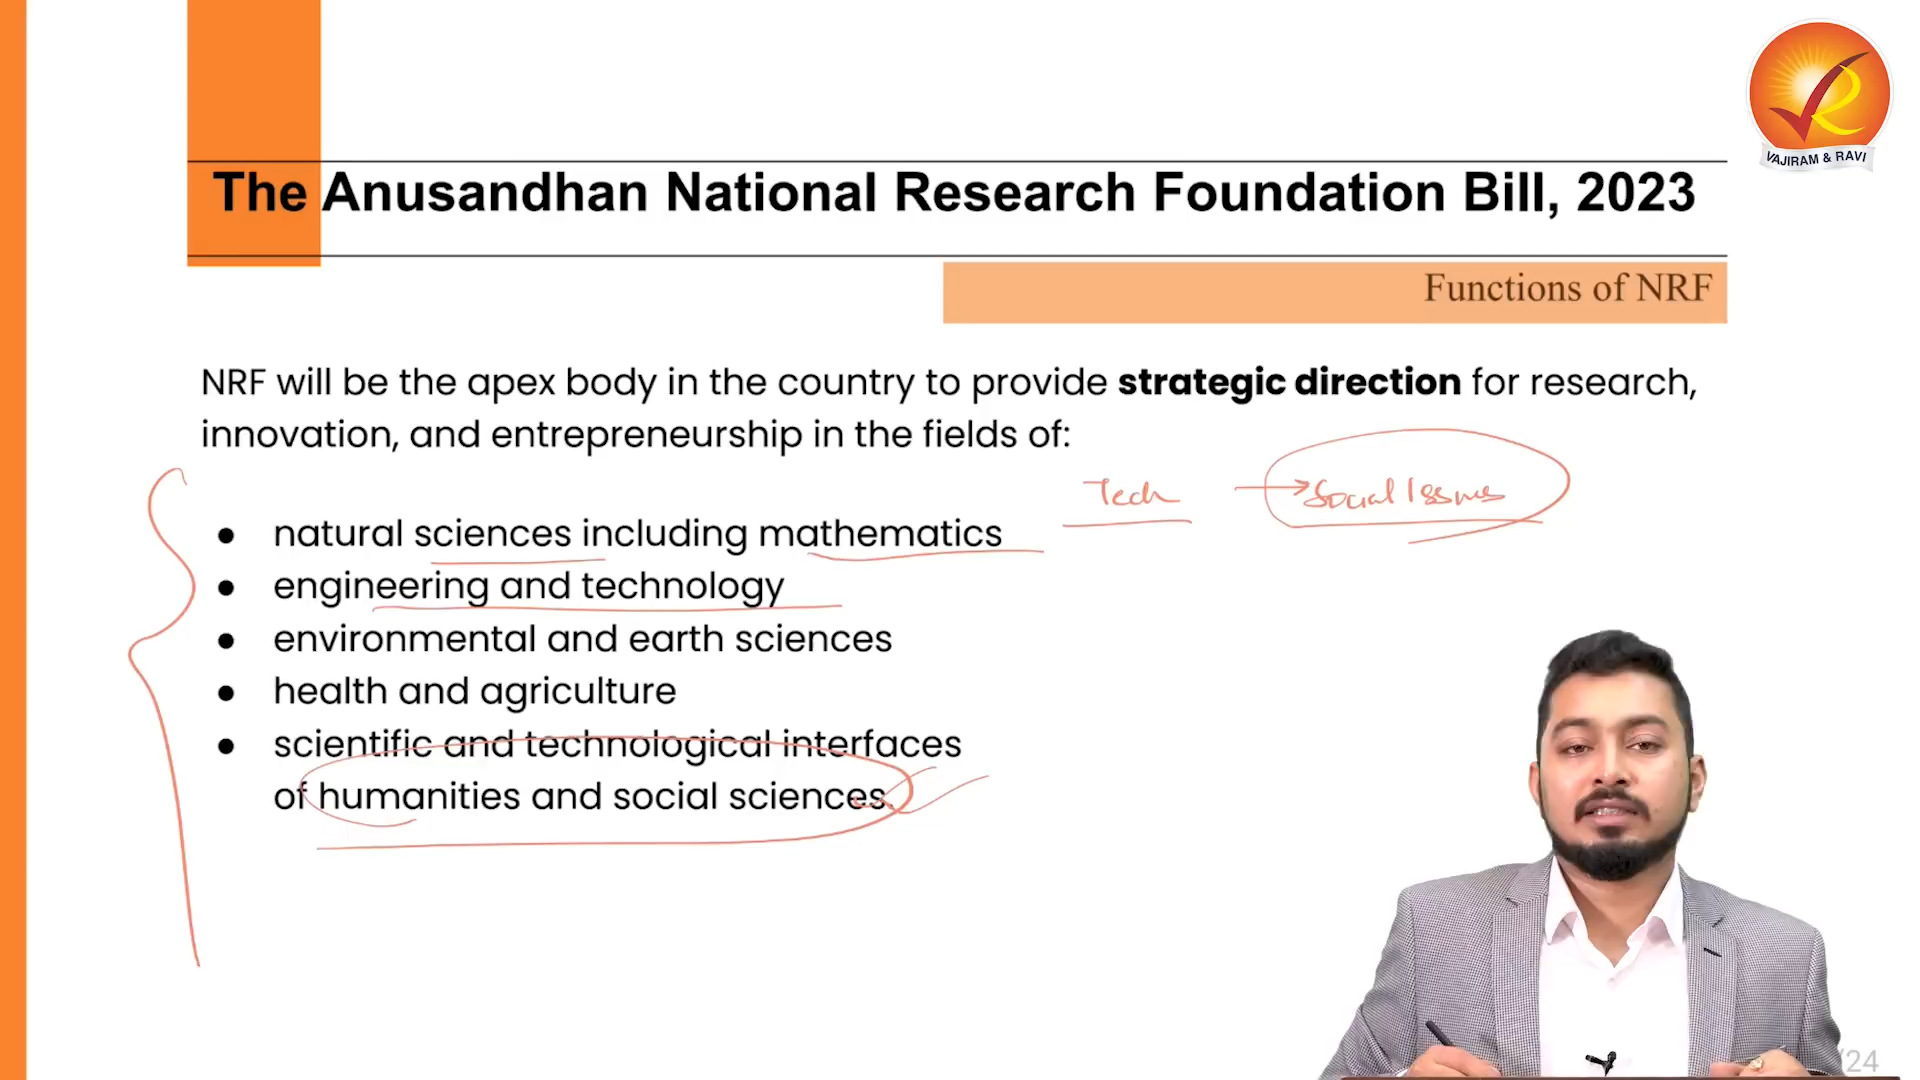 VAJIRAM & RAVI
The Anusandhan National Research Foundation Bill, 2023
Functions of NRF
NRF will be the apex body in the country to provide strategic direction for research,
innovation, and entrepreneurship in the fields of:
Tech → Social Issues
● natural sciences including mathematics
● engineering and technology
● environmental and earth sciences
● health and agriculture
● scientific and technological interfaces
of humanities and social sciences.
/24